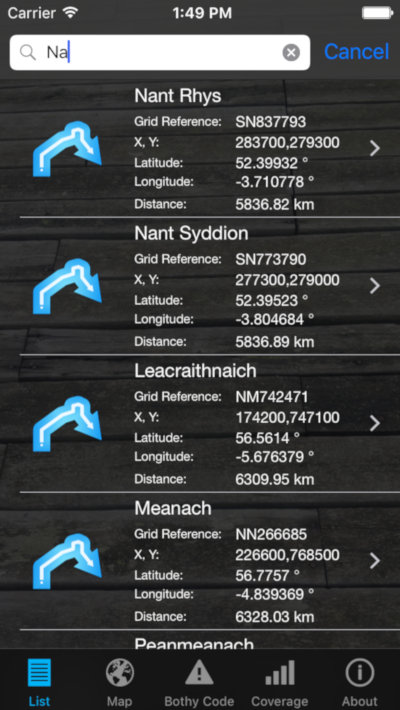 Carrier 1:49 PM
Na Cancel
Nant Rhys
Grid Reference: SN837793
X, Y: 283700,279300
Latitude: 52.39932 °
Longitude: -3.710778 °
Distance: 5836.82 km
Nant Syddion
Grid Reference: SN773790
X, Y: 277300,279000
Latitude: 52.39523 °
Longitude: -3.804684 °
Distance: 5836.89 km
Leacraithnaich
Grid Reference: NM742471
X, Y: 174200,747100
Latitude: 56.5614 °
Longitude: -5.676379 °
Distance: 6309.95 km
Meanach
Grid Reference: NN266685
X, Y: 226600,768500
Latitude: 56.7757 °
Longitude: -4.839369 °
Distance: 6328.03 km
Peanmeanach
List Map Bothy Code Coverage About